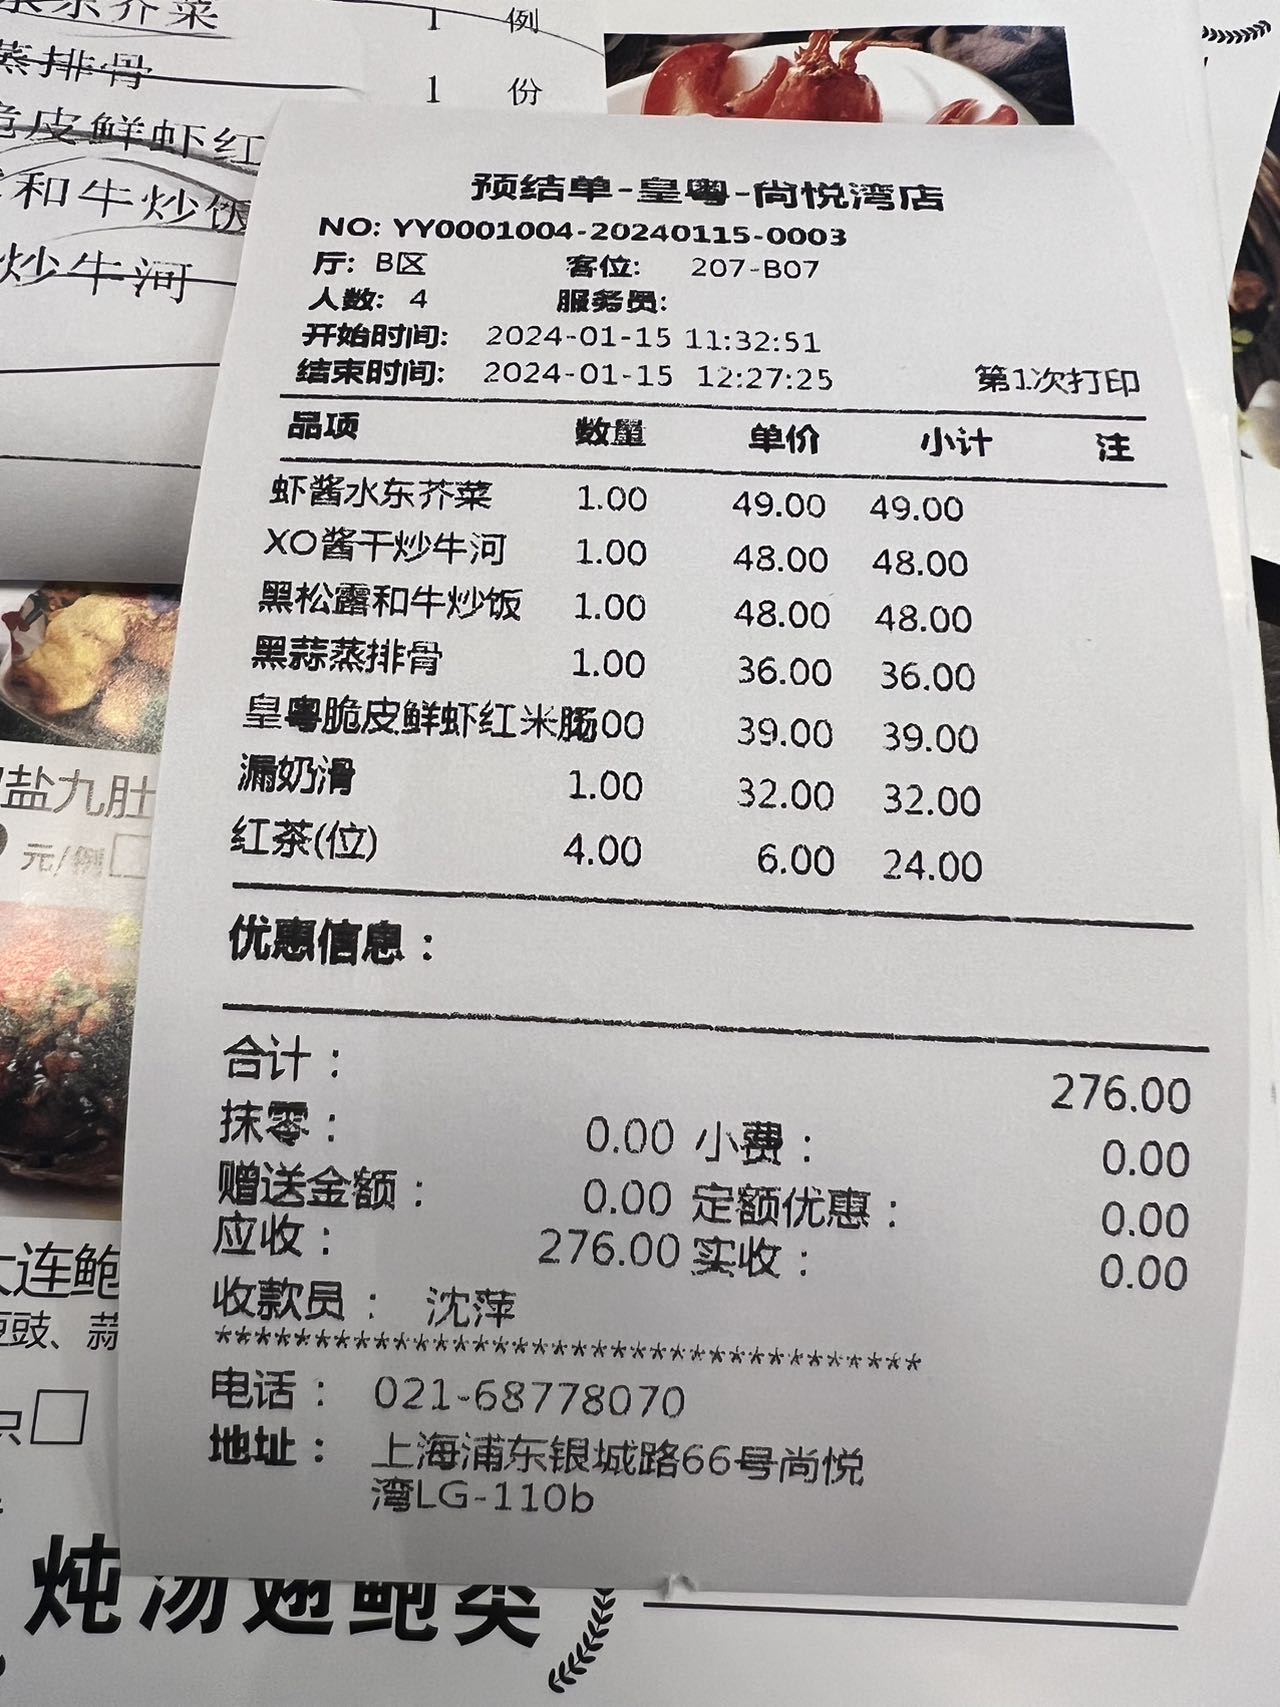 芥菜 1 例
蒸排骨 1 份
皮鲜虾红
和牛炒饭
炒牛河
预结单-皇粤-尚悦湾店
NO: YY0001004-20240115-0003
厅: B区 客位: 207-B07
人数: 4 服务员:
开始时间: 2024-01-15 11:32:51
结束时间: 2024-01-15 12:27:25 第1次打印
品项 数量 单价 小计 注
虾酱水东芥菜 1.00 49.00 49.00
XO酱干炒牛河 1.00 48.00 48.00
黑松露和牛炒饭 1.00 48.00 48.00
黑蒜蒸排骨 1.00 36.00 36.00
皇粤脆皮鲜虾红米肠 00 39.00 39.00
漏奶滑 1.00 32.00 32.00
红茶(位) 4.00 6.00 24.00
优惠信息：
合计： 276.00
抹零： 0.00 小费： 0.00
赠送金额： 0.00 定额优惠： 0.00
应收： 276.00 实收： 0.00
收款员： 沈萍
*******************************************
电话： 021-68778070
地址： 上海浦东银城路66号尚悦
湾LG-110b
盐九肚
元/例
连鲍
豉、蒜
只
炖汤翅鲍类